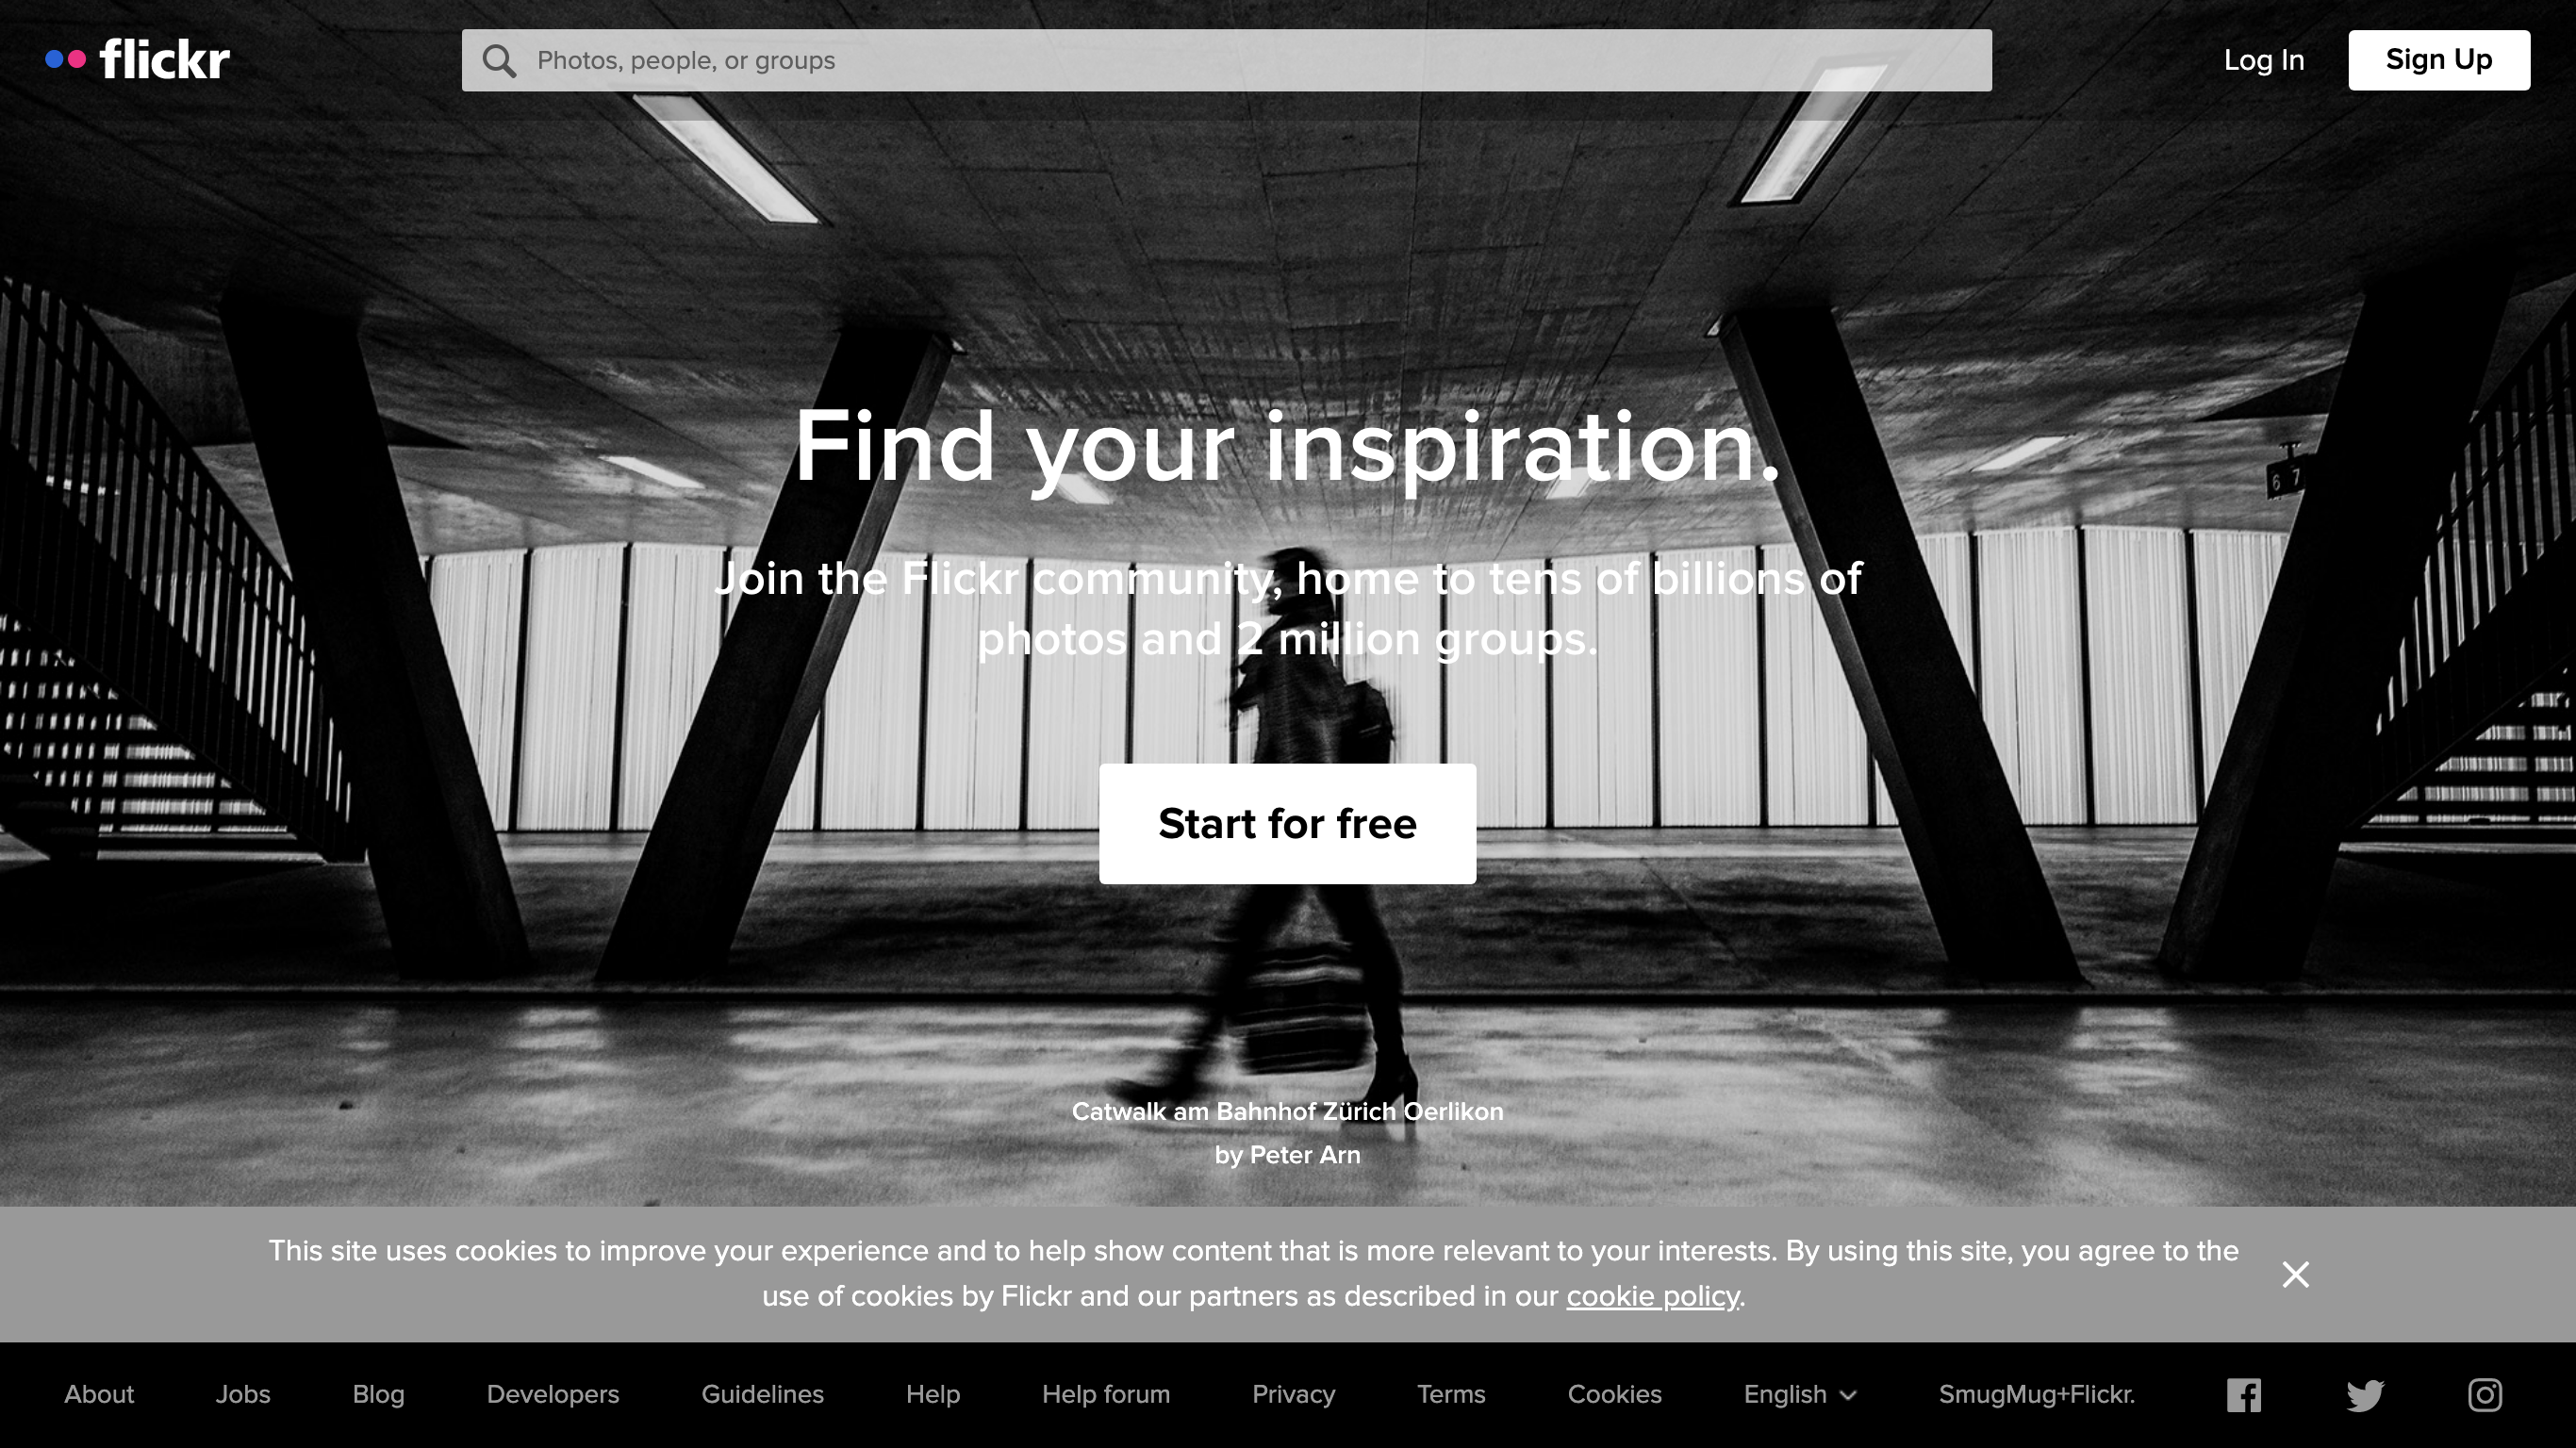 flickr
Photos, people, or groups
Log In
Sign Up
6 7
Find your inspiration.
Join the Flickr community, home to tens of billions of
photos and 2 million groups.
Start for free
Catwalk am Bahnhof Zürich Oerlikon
by Peter Arn
This site uses cookies to improve your experience and to help show content that is more relevant to your interests. By using this site, you agree to the
use of cookies by Flickr and our partners as described in our cookie policy.
About
Jobs
Blog
Developers
Guidelines
Help
Help forum
Privacy
Terms
Cookies
English
SmugMug+Flickr.